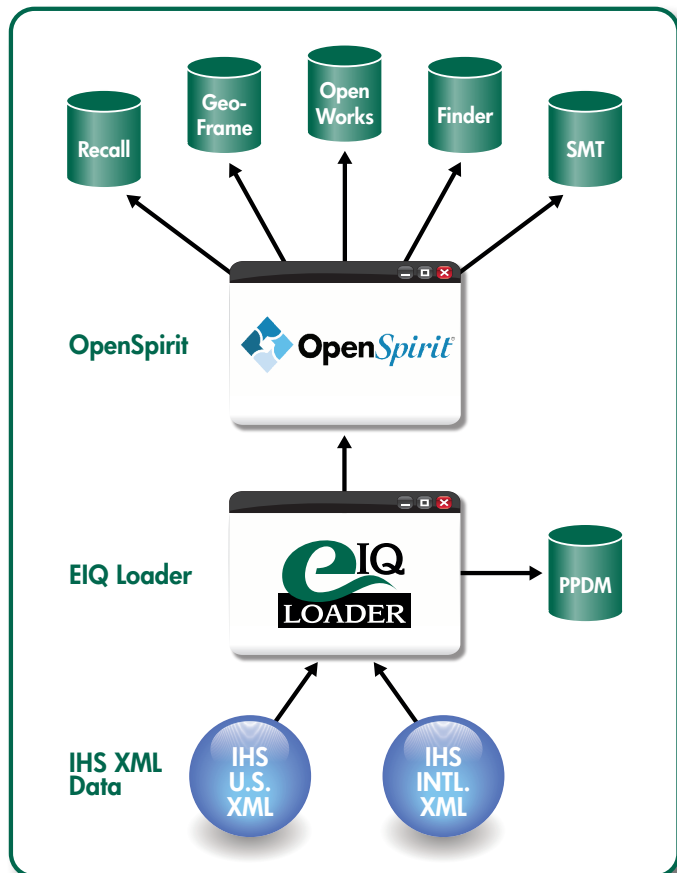 Recall
Geo-
Frame
Open
Works
Finder
SMT
OpenSpirit
OpenSpirit®
EIQ Loader
eIQ
LOADER
PPDM
IHS XML
Data
IHS
U.S.
XML
IHS
INTL.
XML